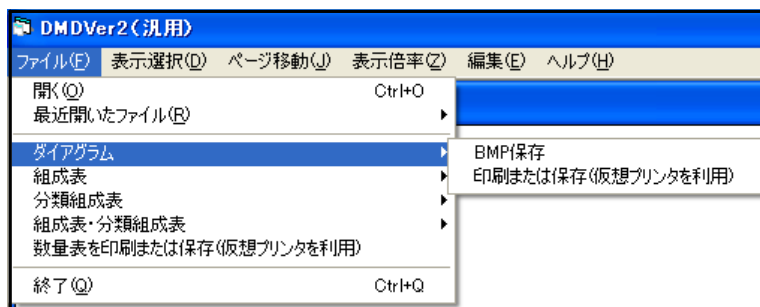 DMDVer2(汎用)
ファイル(F) 表示選択(D) ページ移動(J) 表示倍率(Z) 編集(E) ヘルプ(H)
開く(O) Ctrl+O
最近開いたファイル(R)
ダイアグラム
BMP保存
組成表
印刷または保存(仮想プリンタを利用)
分類組成表
組成表・分類組成表
数量表を印刷または保存(仮想プリンタを利用)
終了(Q) Ctrl+Q